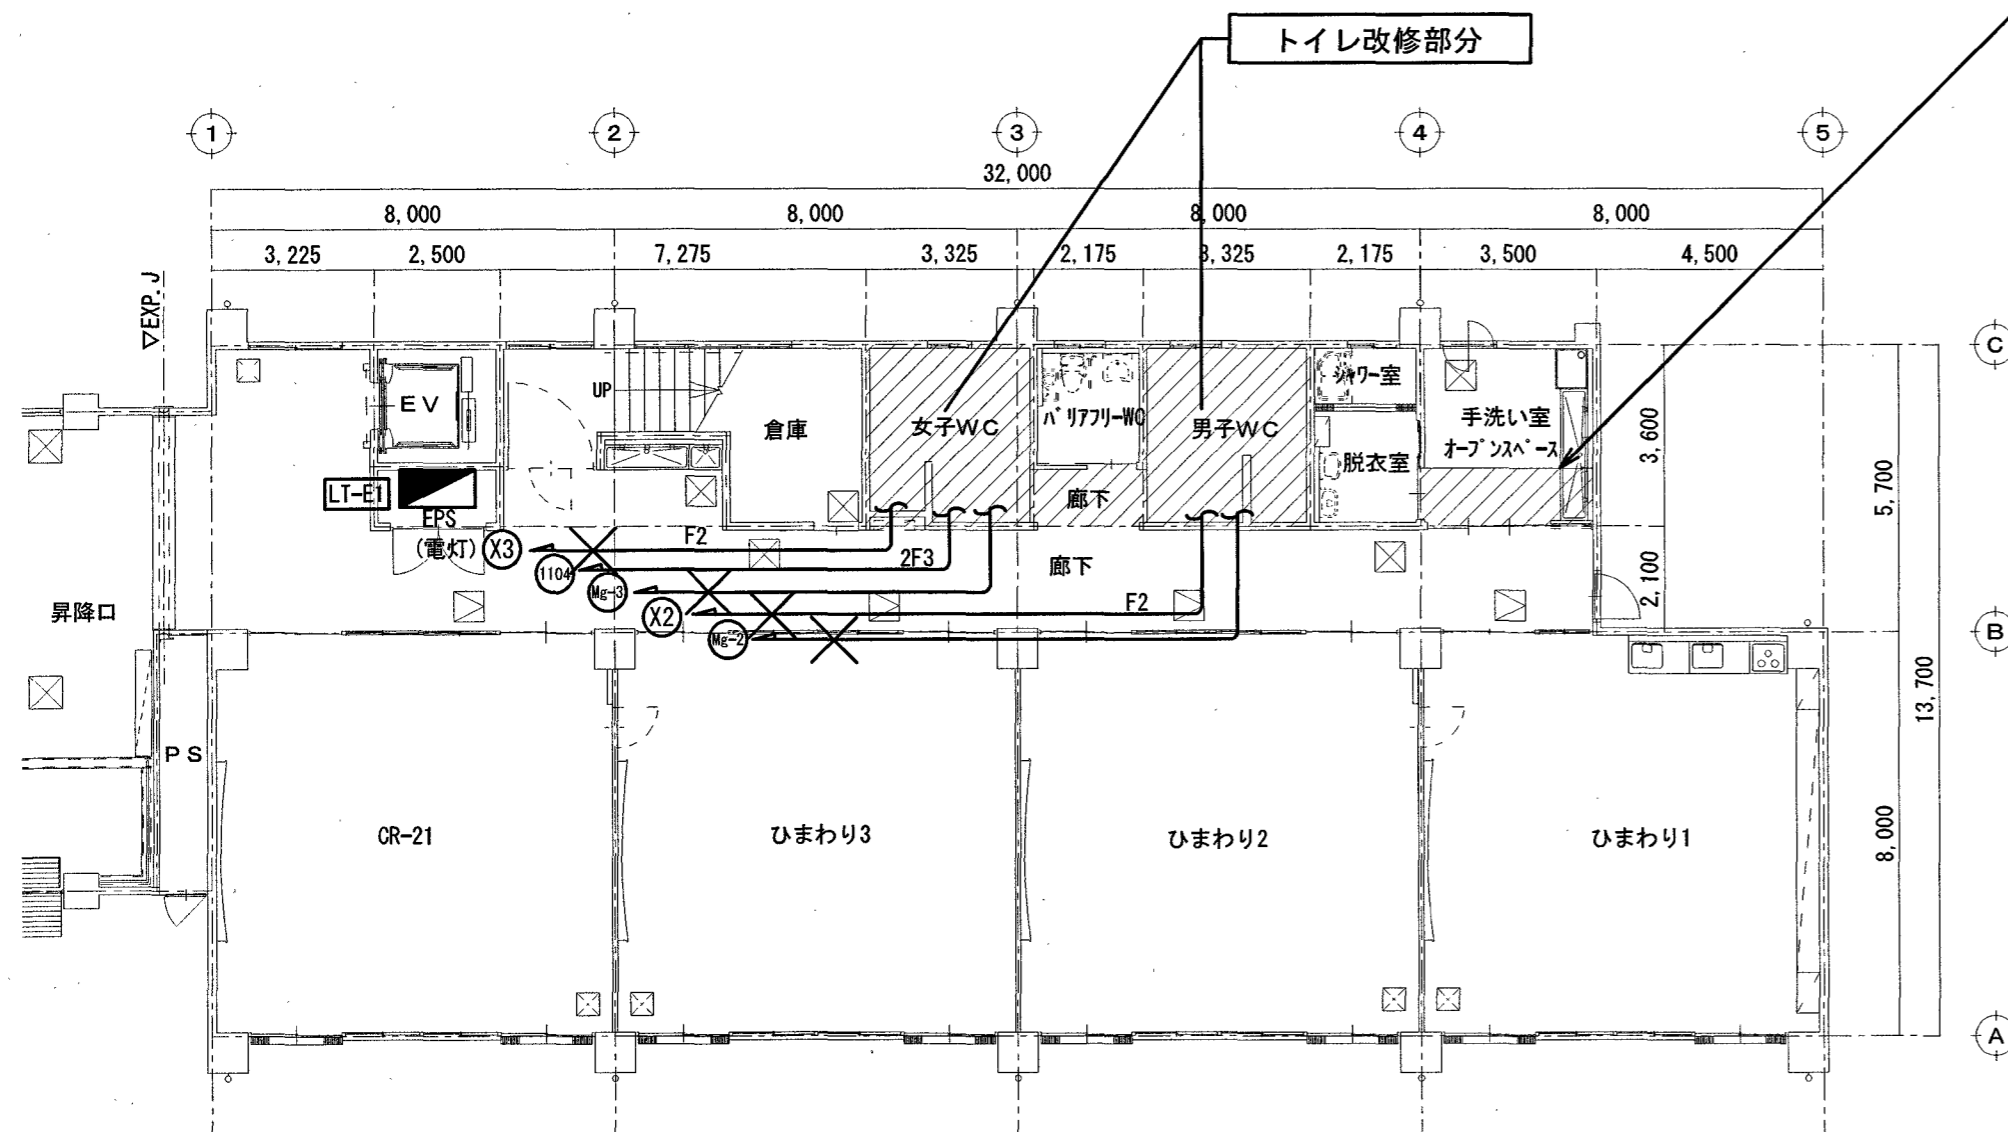 トイレ改修部分
1
2
3
4
5
32,000
8,000
8,000
8,000
8,000
3,225
2,500
7,275
3,325
2,175
3,325
2,175
3,500
4,500
▽EXP.J
C
EV
UP
倉庫
女子WC
バリアフリーWC
男子WC
シャワー室
脱衣室
手洗い室
オープンスペース
3,600
5,700
LT-E1
EPS
(電灯)
廊下
X3
F2
1104
2F3
廊下
Mg-3
X2
F2
Mg-2
2,100
昇降口
B
13,700
PS
CR-21
ひまわり3
ひまわり2
ひまわり1
8,000
A